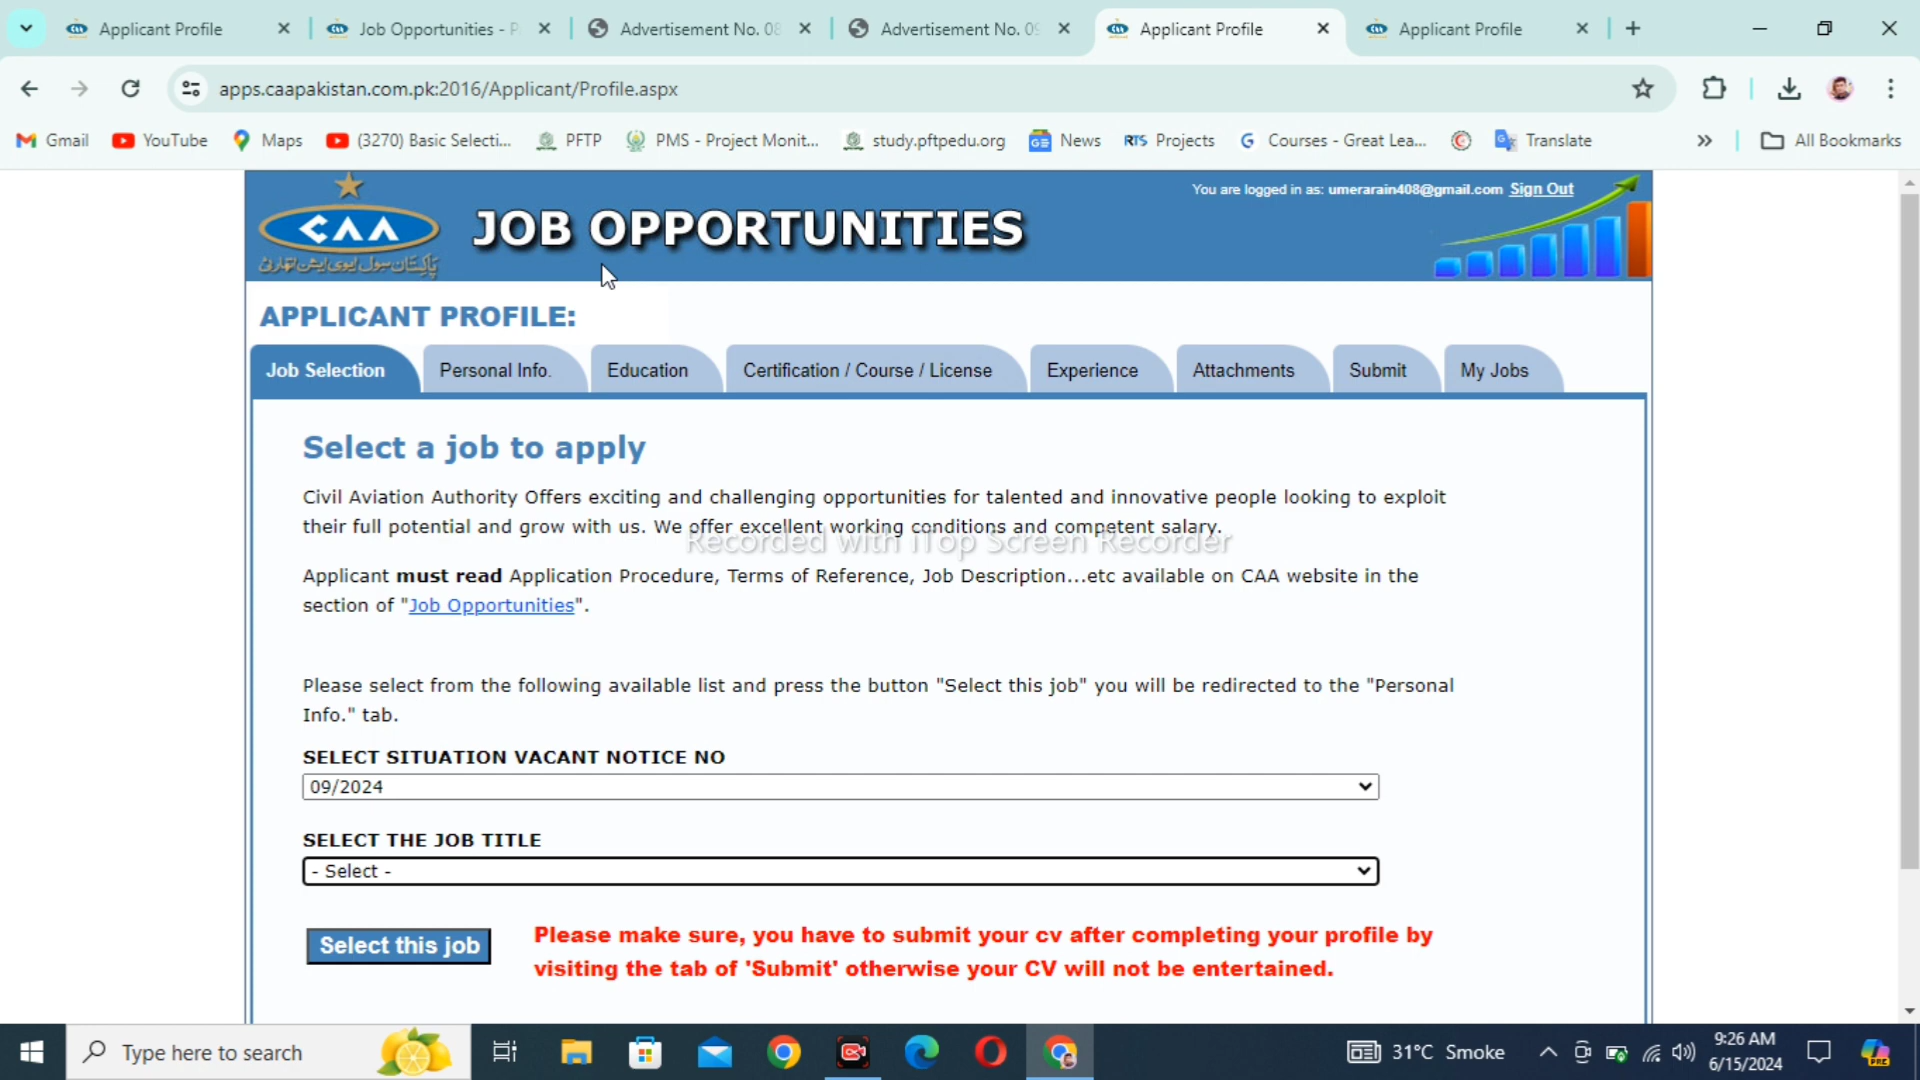 Applicant Profile
Job Opportunities - P
Advertisement No. 08
Advertisement No. 09
Applicant Profile
Applicant Profile
apps.caapakistan.com.pk:2016/Applicant/Profile.aspx
Gmail
YouTube
Maps
(3270) Basic Selecti...
PFTP
PMS - Project Monit...
study.pftpedu.org
News
RTS Projects
Courses - Great Lea...
Translate
All Bookmarks
You are logged in as: umerarain408@gmail.com Sign Out
CAA
پاکستان سول ایوی ایشن اتھارٹی
JOB OPPORTUNITIES
APPLICANT PROFILE:
Job Selection
Personal Info.
Education
Certification / Course / License
Experience
Attachments
Submit
My Jobs
Select a job to apply
Civil Aviation Authority Offers exciting and challenging opportunities for talented and innovative people looking to exploit
their full potential and grow with us. We offer excellent working conditions and competent salary.
Recorded with iTop Screen Recorder
Applicant must read Application Procedure, Terms of Reference, Job Description...etc available on CAA website in the
section of "Job Opportunities".
Please select from the following available list and press the button "Select this job" you will be redirected to the "Personal
Info." tab.
SELECT SITUATION VACANT NOTICE NO
09/2024
SELECT THE JOB TITLE
- Select -
Select this job
Please make sure, you have to submit your cv after completing your profile by
visiting the tab of 'Submit' otherwise your CV will not be entertained.
Type here to search
31°C Smoke
9:26 AM
6/15/2024
PRE